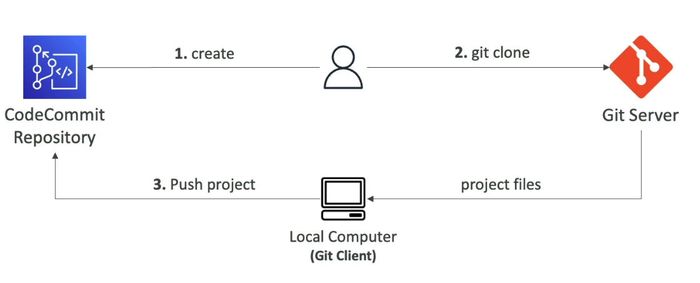 1. create
2. git clone
</>
CodeCommit
Repository
Git Server
3. Push project
project files
Local Computer
(Git Client)